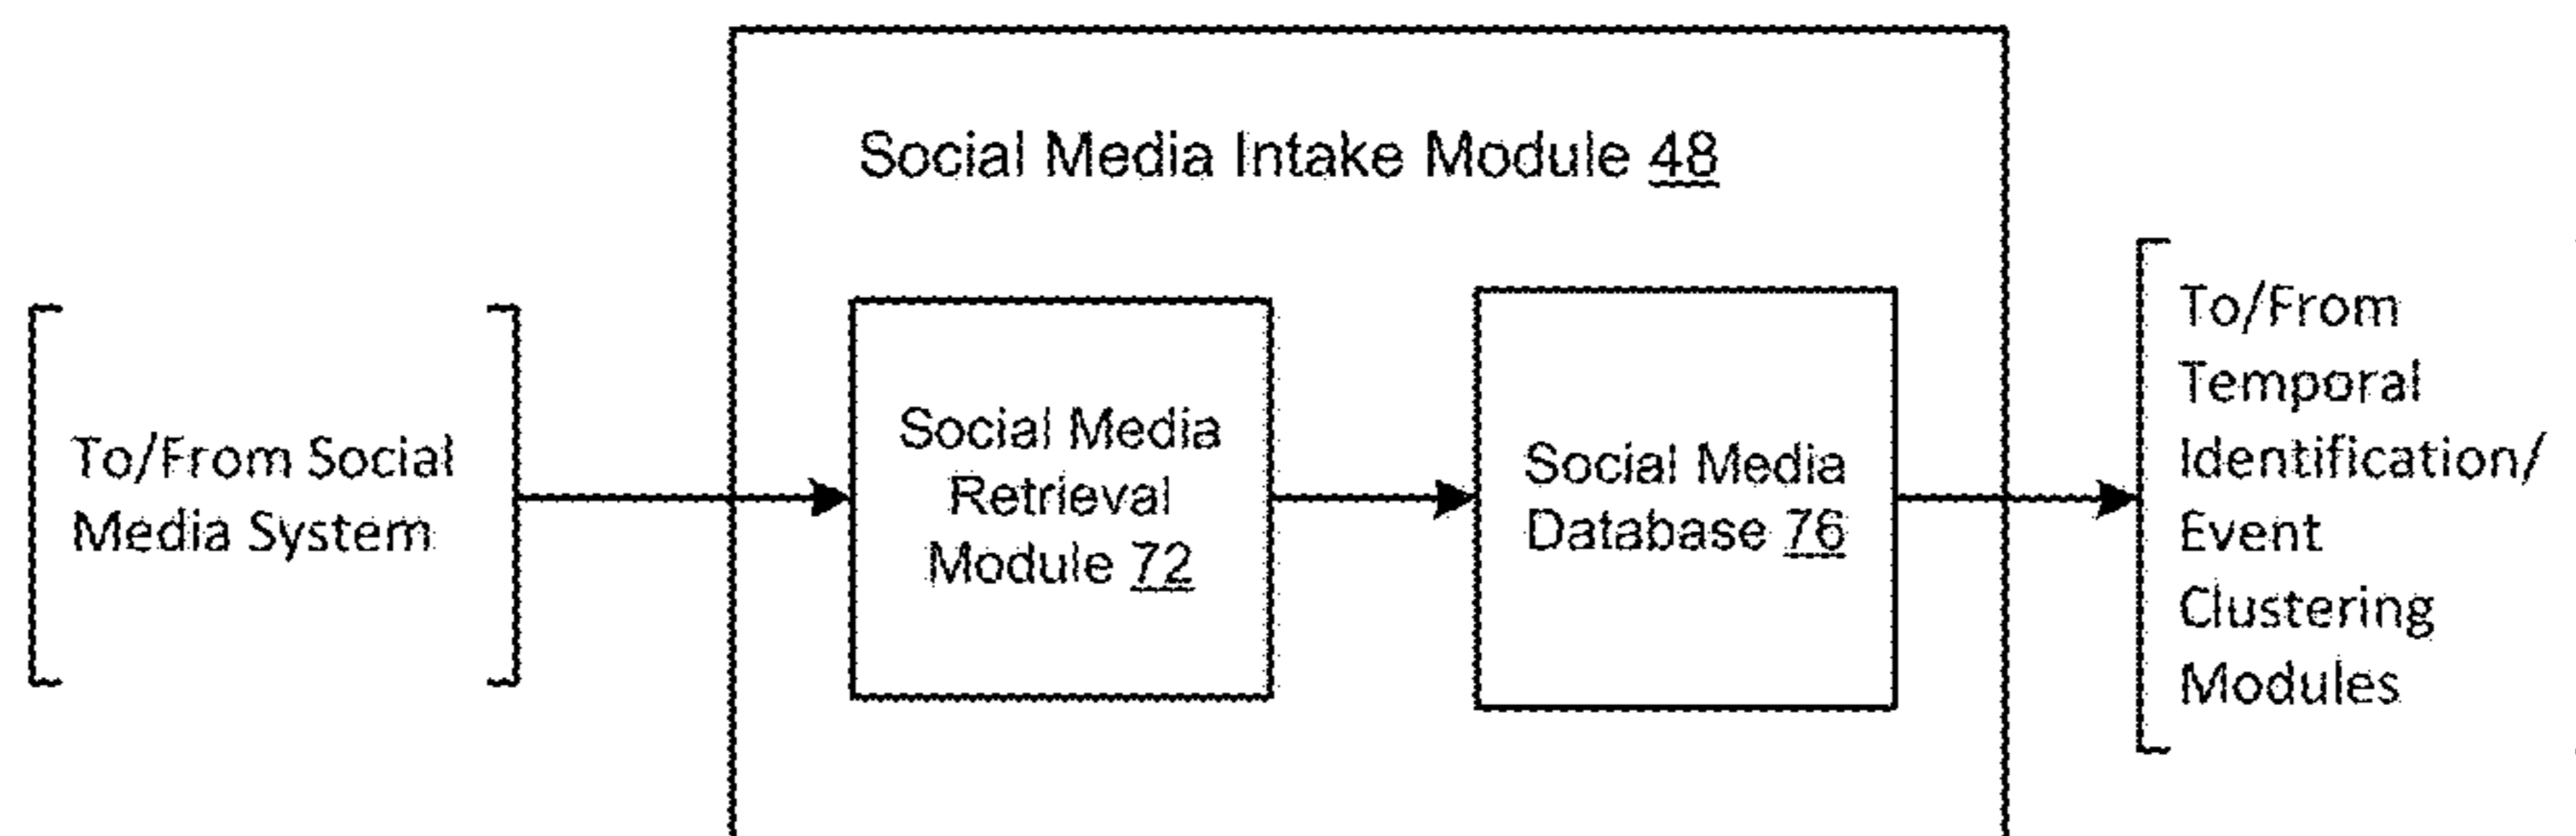 Social Media Intake Module 48
To/From Social
Media System
Social Media
Retrieval
Module 72
Social Media
Database 76
To/From
Temporal
Identification/
Event
Clustering
Modules